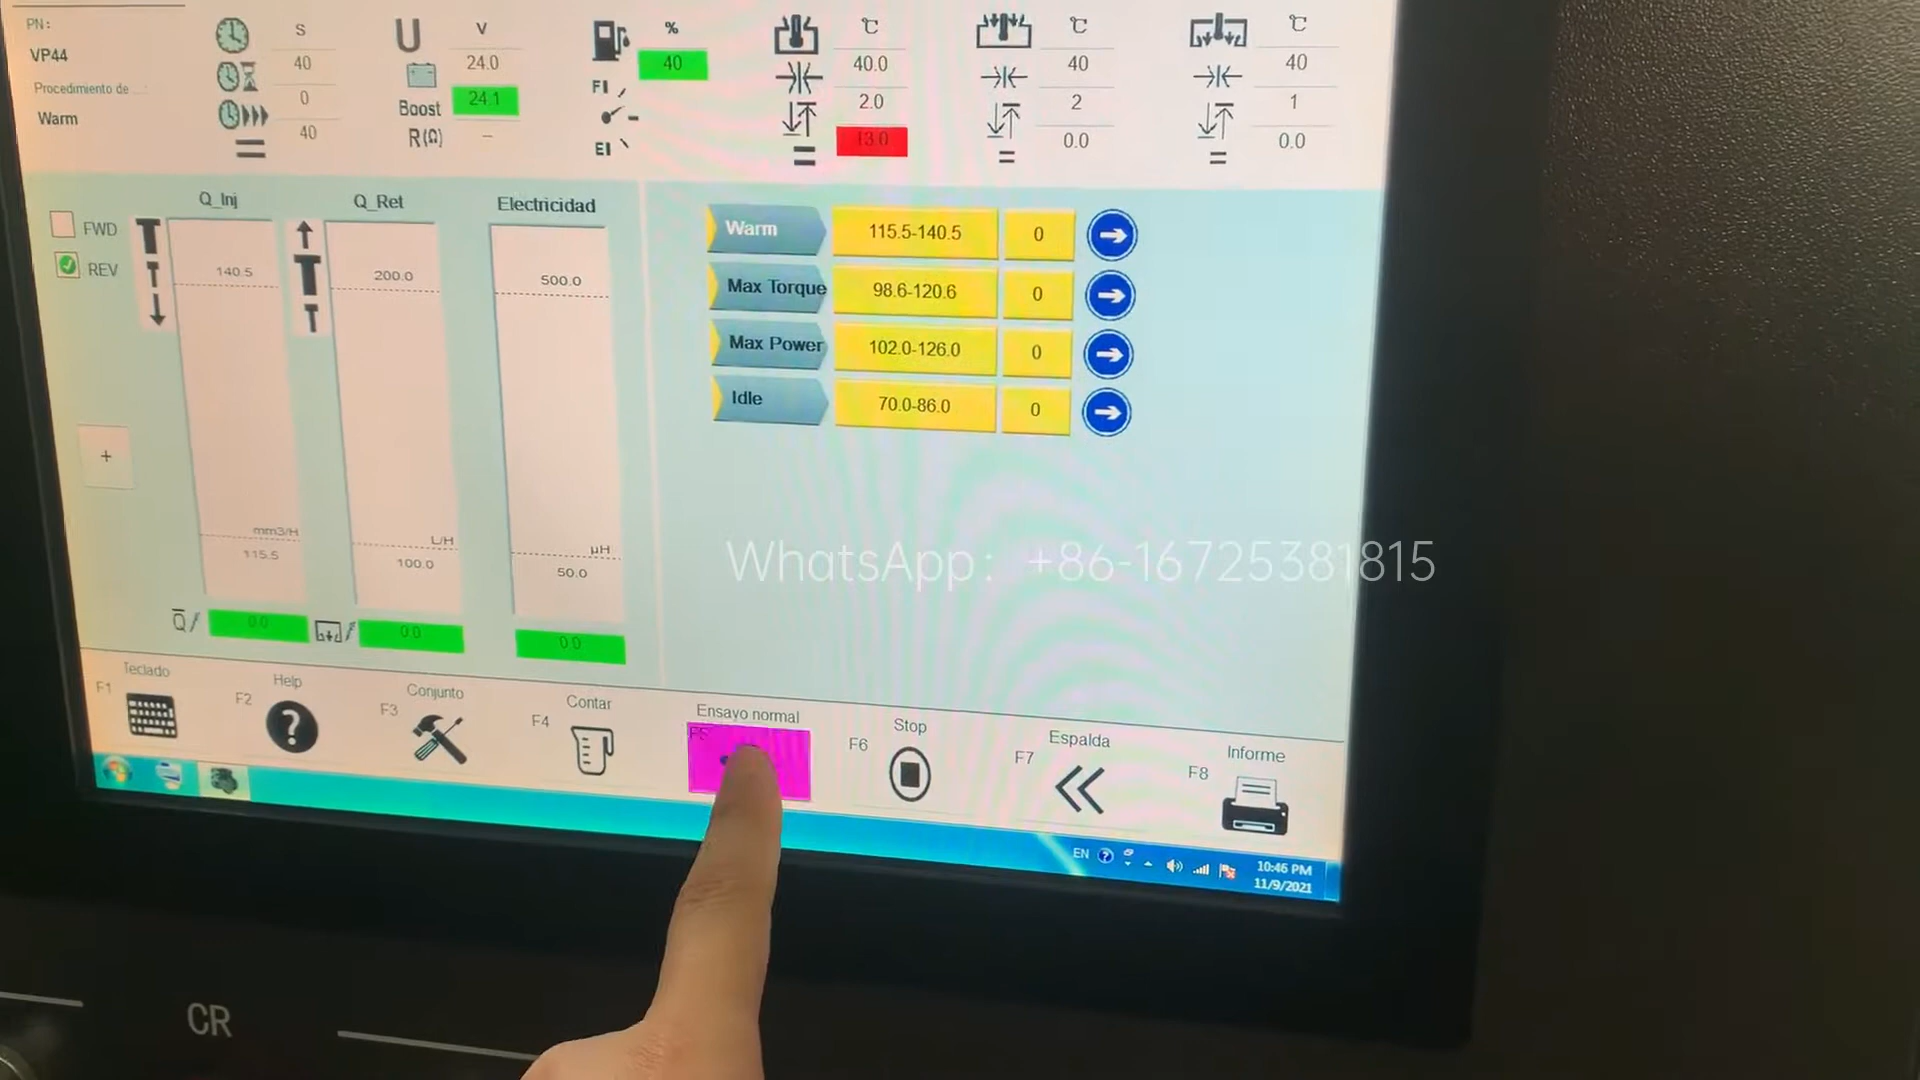 PN:
VP44
Procedimiento de ...:
Warm
S
40
0
40
U
V
24.0
Boost
24.1
R(Ω)
–
%
40
F
E
℃
40.0
2.0
13.0
℃
40
2
0.0
℃
40
1
0.0
FWD
REV
Q_Inj
140.5
mm3/H
115.5
0.0
Q_Ret
200.0
L/H
100.0
0.0
Electricidad
500.0
µH
50.0
0.0
+
Warm 115.5-140.5 0
Max Torque 98.6-120.6 0
Max Power 102.0-126.0 0
Idle 70.0-86.0 0
WhatsApp：+86-16725381815
F1 Teclado
F2 Help
F3 Conjunto
F4 Contar
F5 Ensayo normal
F6 Stop
F7 Espalda
F8 Informe
EN
10:46 PM
11/9/2021
CR